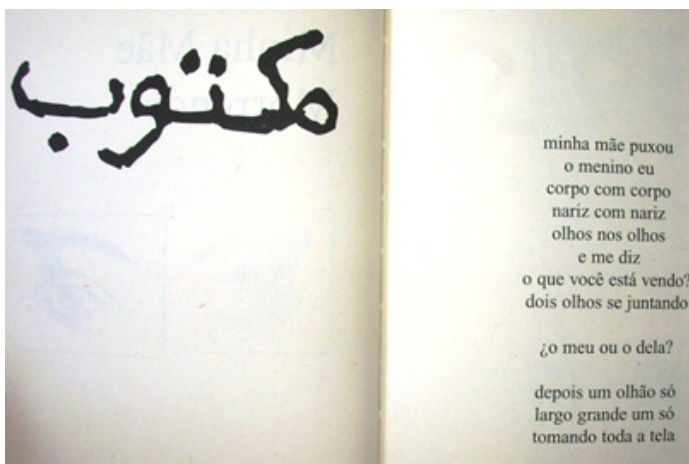 مكتوب
minha mãe puxou
o menino eu
corpo com corpo
nariz com nariz
olhos nos olhos
e me diz
o que você está vendo?
dois olhos se juntando
¿o meu ou o dela?
depois um olhão só
largo grande um só
tomando toda a tela